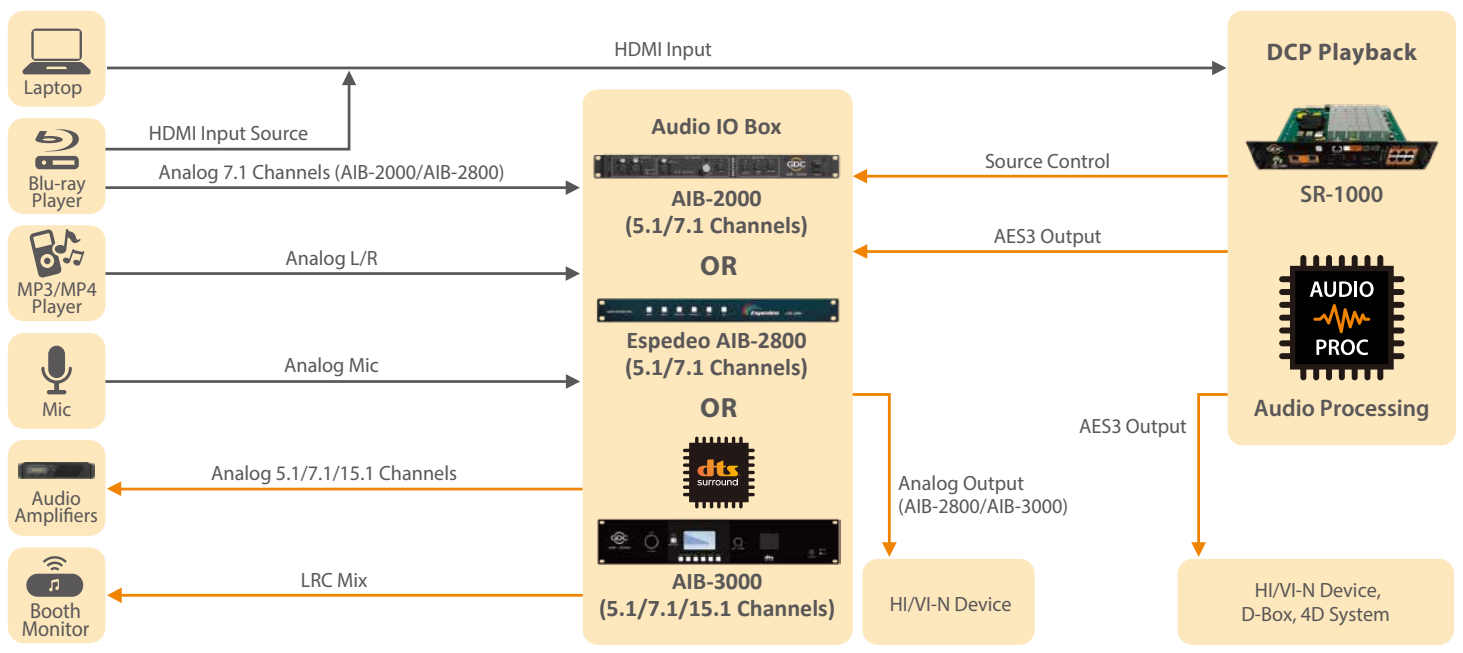 Laptop
HDMI Input
DCP Playback
SR-1000
AUDIO
PROC
Audio Processing
HDMI Input Source
Blu-ray
Player
Analog 7.1 Channels (AIB-2000/AIB-2800)
MP3/MP4
Player
Analog L/R
Mic
Analog Mic
Audio
Amplifiers
Analog 5.1/7.1/15.1 Channels
Booth
Monitor
LRC Mix
Audio IO Box
GDC
AIB-2000
(5.1/7.1 Channels)
OR
Espedeo
Espedeo AIB-2800
(5.1/7.1 Channels)
OR
dts
surround
GDC
dts
AIB-3000
(5.1/7.1/15.1 Channels)
Source Control
AES3 Output
Analog Output
(AIB-2800/AIB-3000)
HI/VI-N Device
AES3 Output
HI/VI-N Device,
D-Box, 4D System